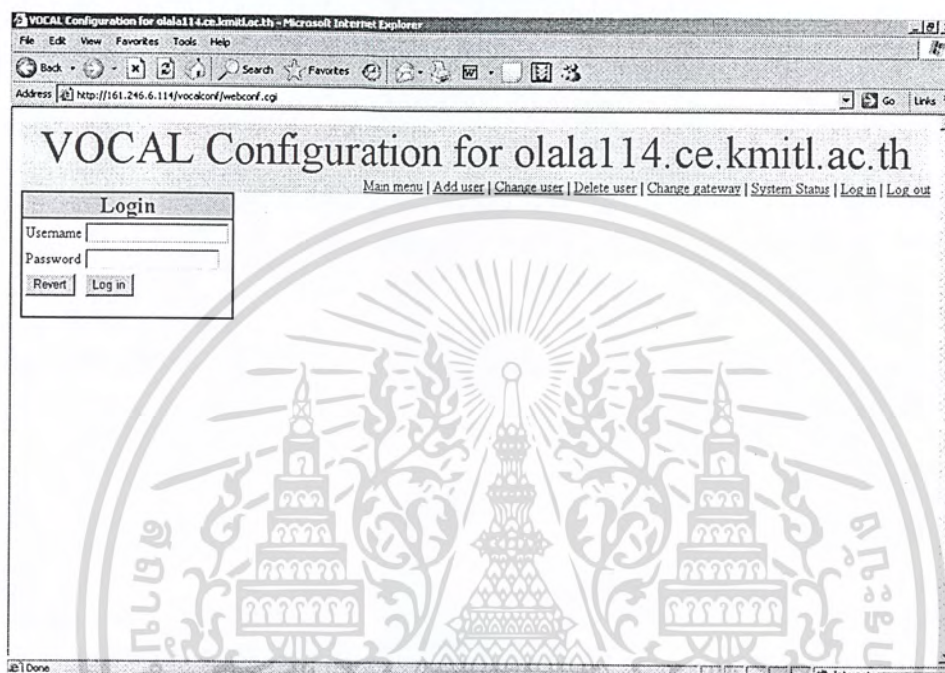 VOCAL Configuration for olala114.ce.kmitl.ac.th - Microsoft Internet Explorer
File Edit View Favorites Tools Help
Back Search Favorites
Address http://161.246.6.114/vocalconf/webconf.cgi Go Links
VOCAL Configuration for olala114.ce.kmitl.ac.th
Main menu | Add user | Change user | Delete user | Change gateway | System Status | Log in | Log out
Login
Username
Password
Revert Log in
Done